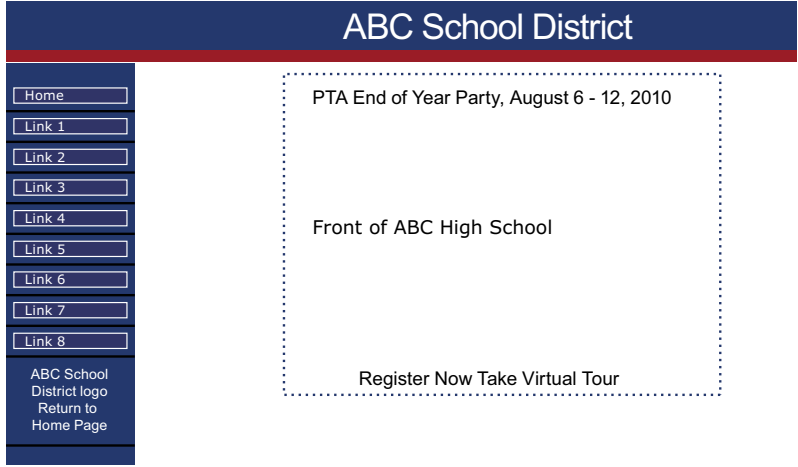 ABC School District
Home
Link 1
Link 2
Link 3
Link 4
Link 5
Link 6
Link 7
Link 8
ABC School
District logo
Return to
Home Page
PTA End of Year Party, August 6 - 12, 2010
Front of ABC High School
Register Now Take Virtual Tour